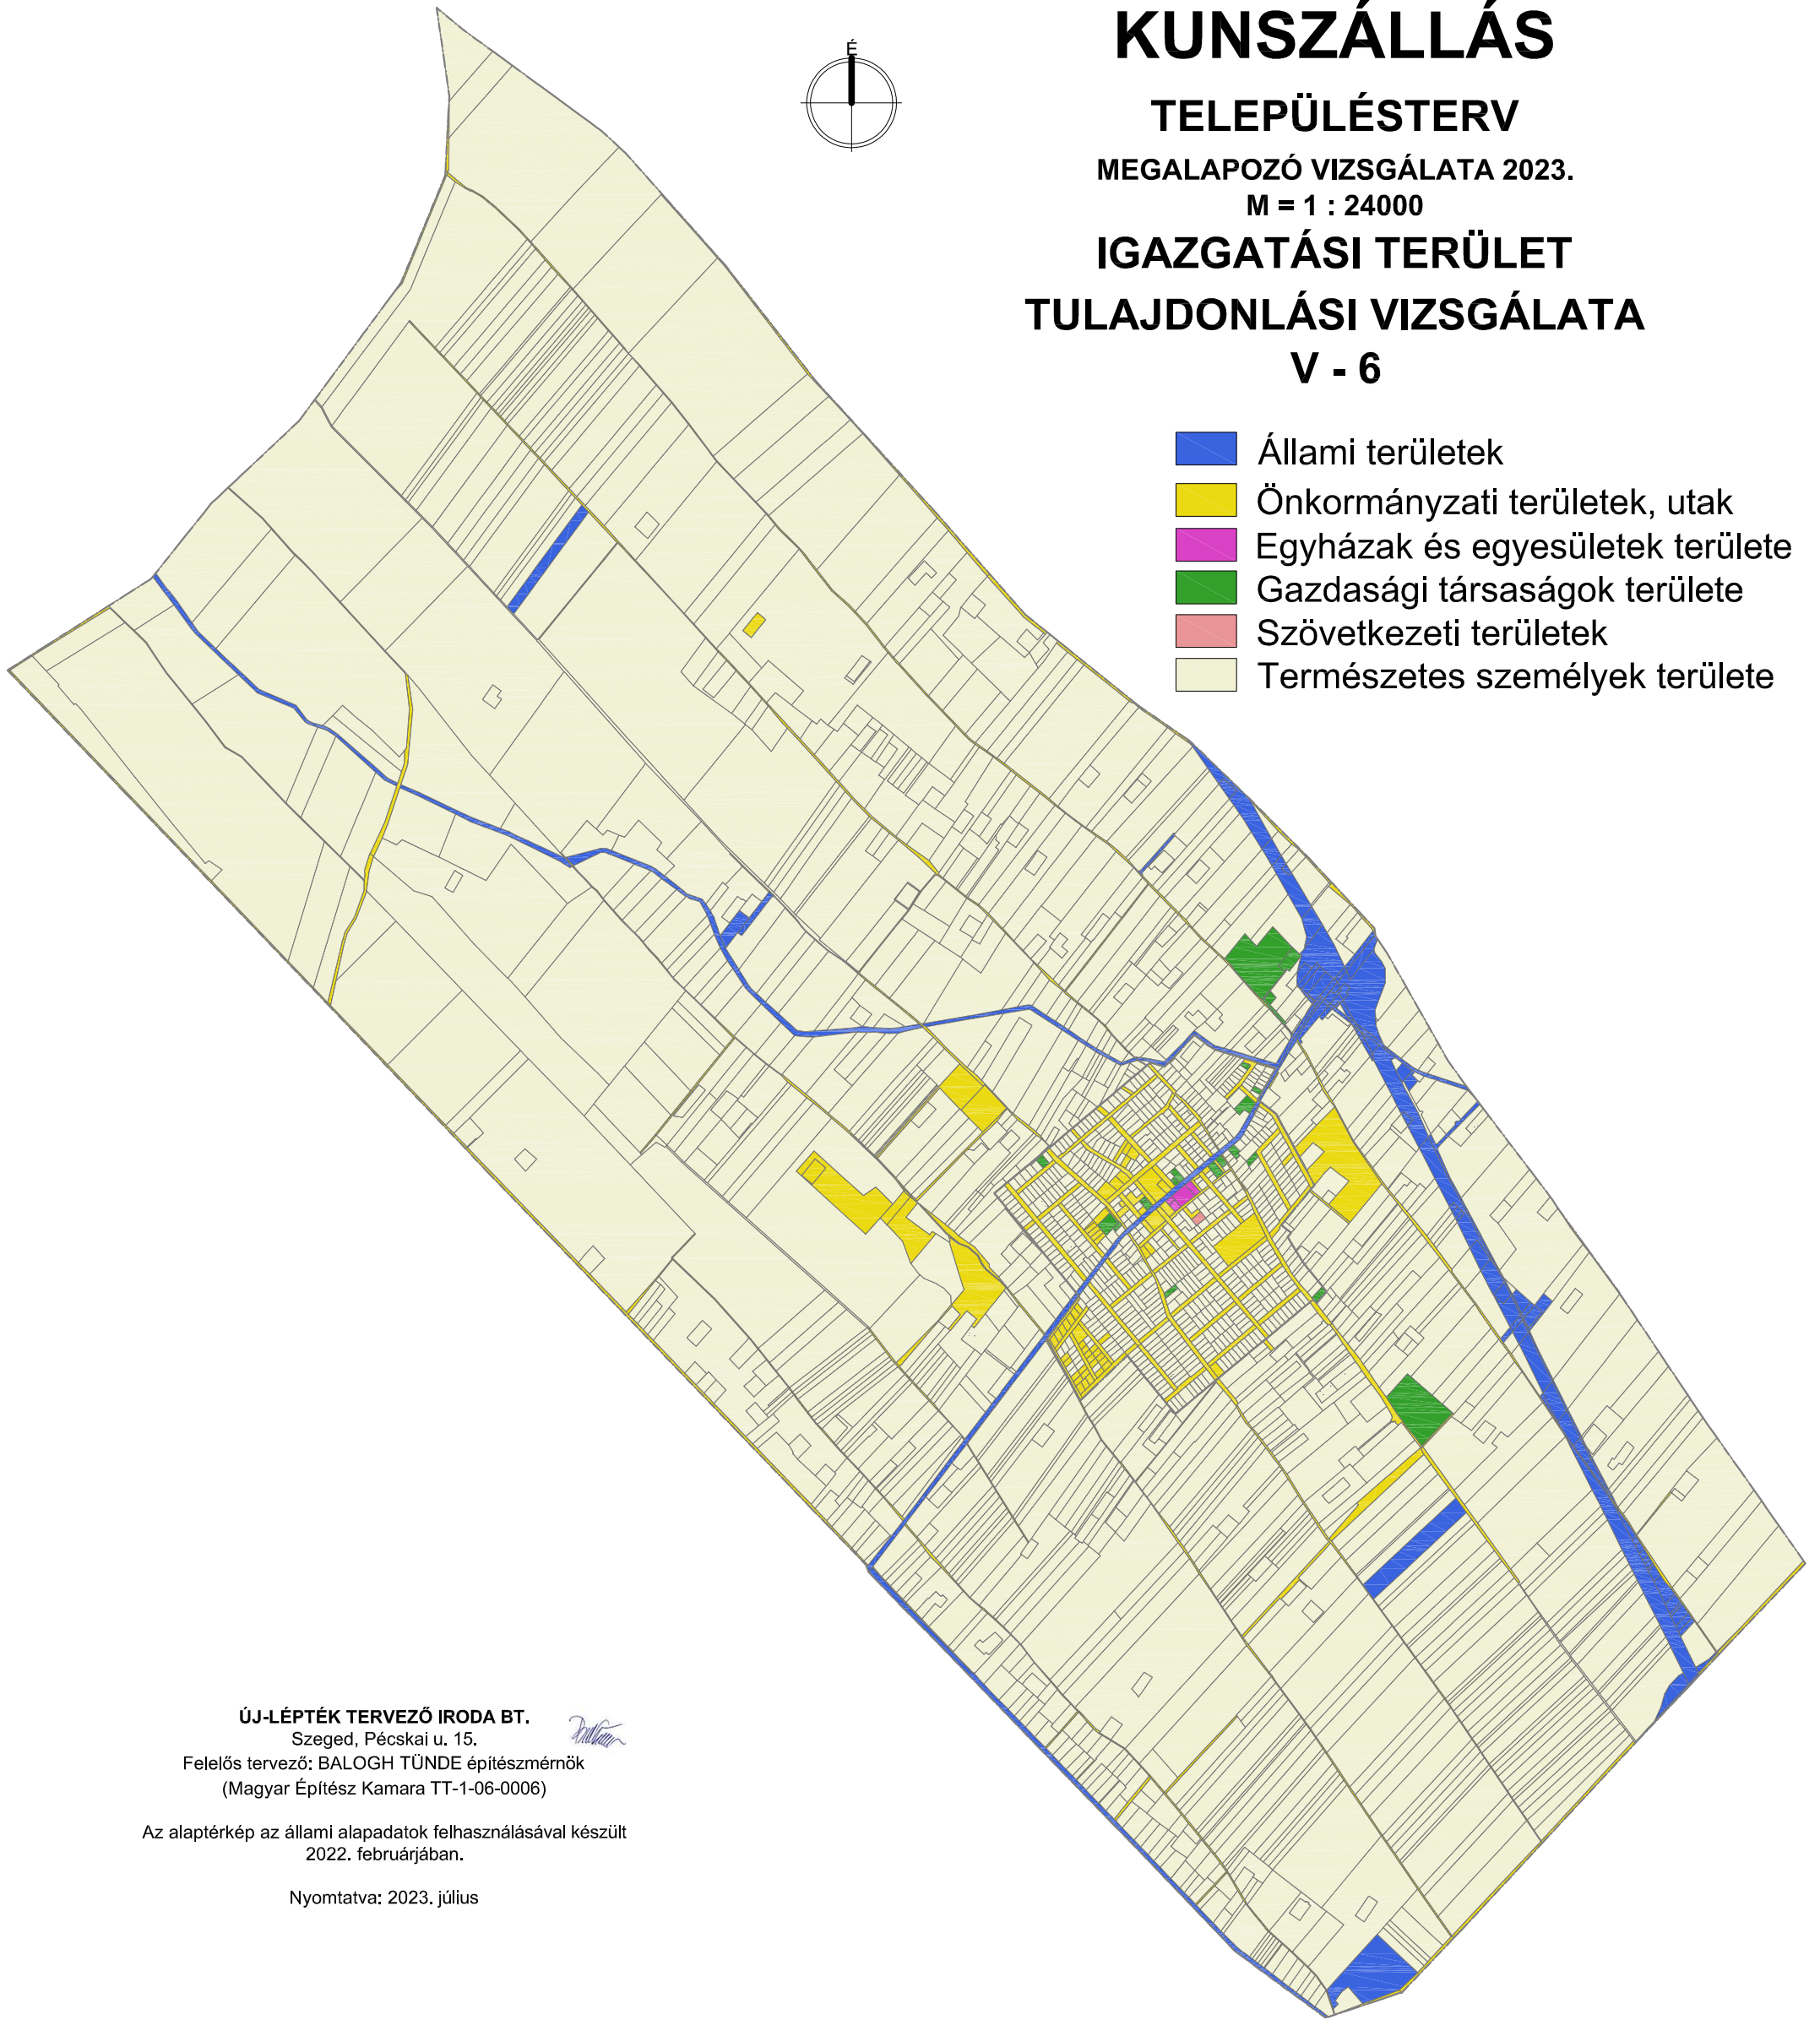 É
KUNSZÁLLÁS
TELEPÜLÉSTERV
MEGALAPOZÓ VIZSGÁLATA 2023.
M = 1 : 24000
IGAZGATÁSI TERÜLET
TULAJDONLÁSI VIZSGÁLATA
V - 6
Állami területek
Önkormányzati területek, utak
Egyházak és egyesületek területe
Gazdasági társaságok területe
Szövetkezeti területek
Természetes személyek területe
ÚJ-LÉPTÉK TERVEZŐ IRODA BT.
Szeged, Pécskai u. 15.
Felelős tervező: BALOGH TÜNDE építészmérnök
(Magyar Építész Kamara TT-1-06-0006)
Az alaptérkép az állami alapadatok felhasználásával készült
2022. februárjában.
Nyomtatva: 2023. július